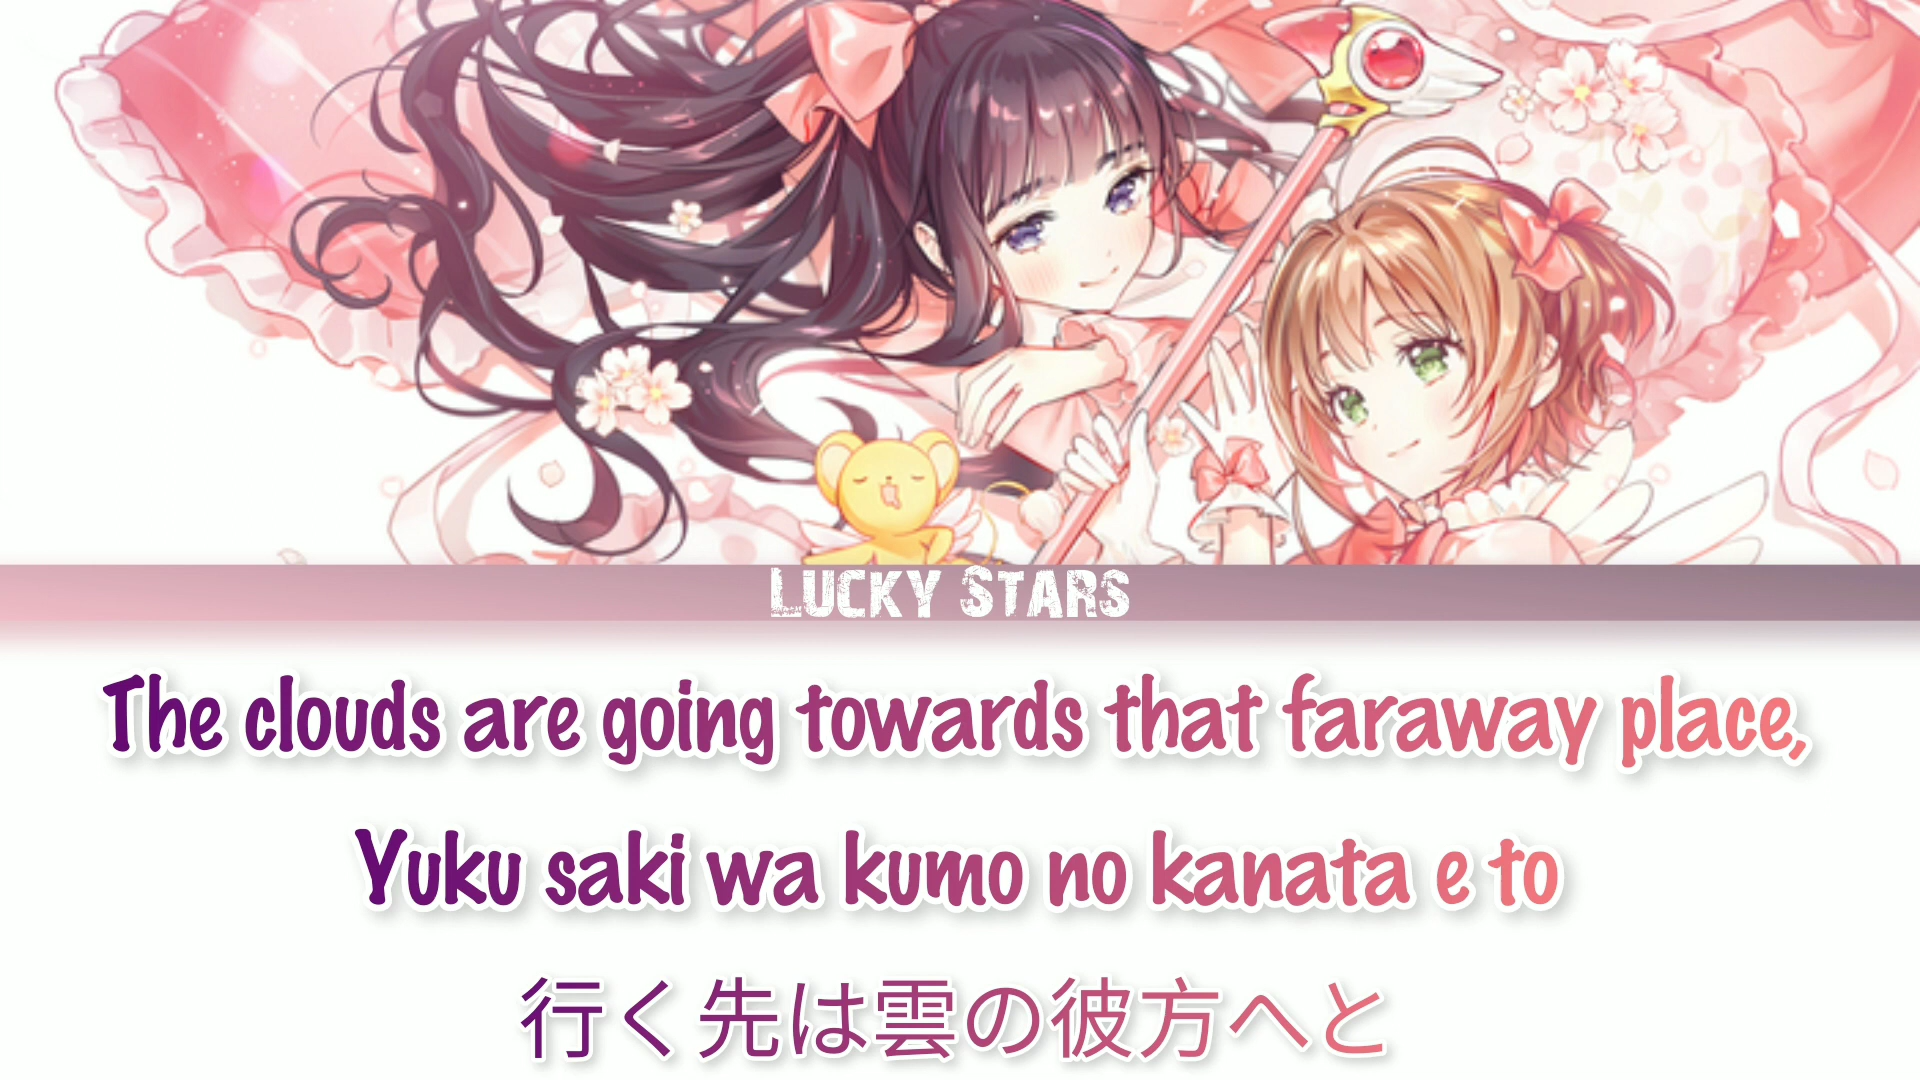 Lucky Stars
The clouds are going towards that faraway place,
Yuku saki wa kumo no kanata e to
行く先は雲の彼方へと